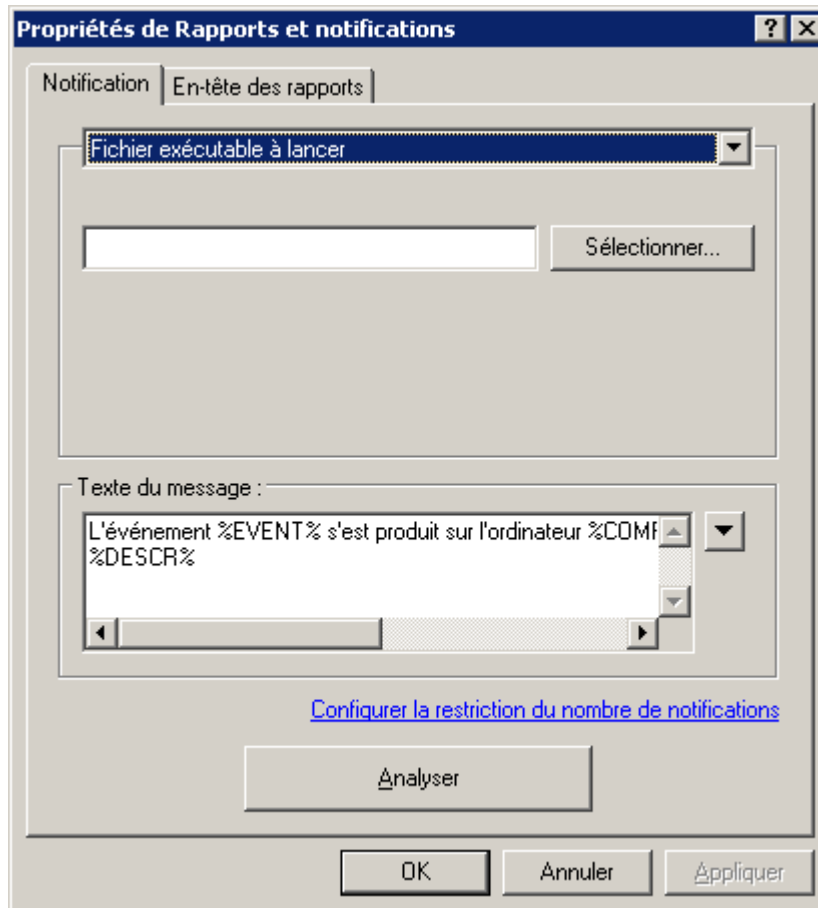 Propriétés de Rapports et notifications
Notification
En-tête des rapports
Fichier exécutable à lancer
Sélectionner...
Texte du message :
L'événement %EVENT% s'est produit sur l'ordinateur
%DESCR%
Configurer la restriction du nombre de notifications
Analyser
OK
Annuler
Appliquer